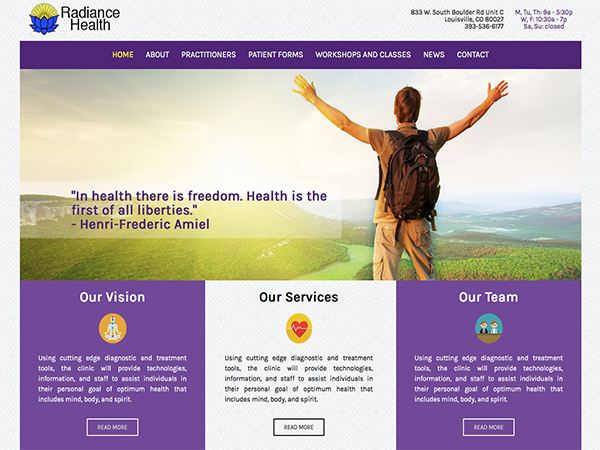 Radiance
Health
833 W. South Boulder Rd Unit C
Louisville, CO 80027
393-536-6177
M, Tu, Th: 9a - 5:30p
W, F: 10:30a - 7p
Sa, Su: closed
HOME ABOUT PRACTITIONERS PATIENT FORMS WORKSHOPS AND CLASSES NEWS CONTACT
"In health there is freedom. Health is the
first of all liberties."
- Henri-Frederic Amiel
Our Vision
Using cutting edge diagnostic and treatment
tools, the clinic will provide technologies,
information, and staff to assist individuals in
their personal goal of optimum health that
includes mind, body, and spirit.
READ MORE
Our Services
Using cutting edge diagnostic and treatment
tools, the clinic will provide technologies,
information, and staff to assist individuals in
their personal goal of optimum health that
includes mind, body, and spirit.
READ MORE
Our Team
Using cutting edge diagnostic and treatment
tools, the clinic will provide technologies,
information, and staff to assist individuals in
their personal goal of optimum health that
includes mind, body, and spirit.
READ MORE